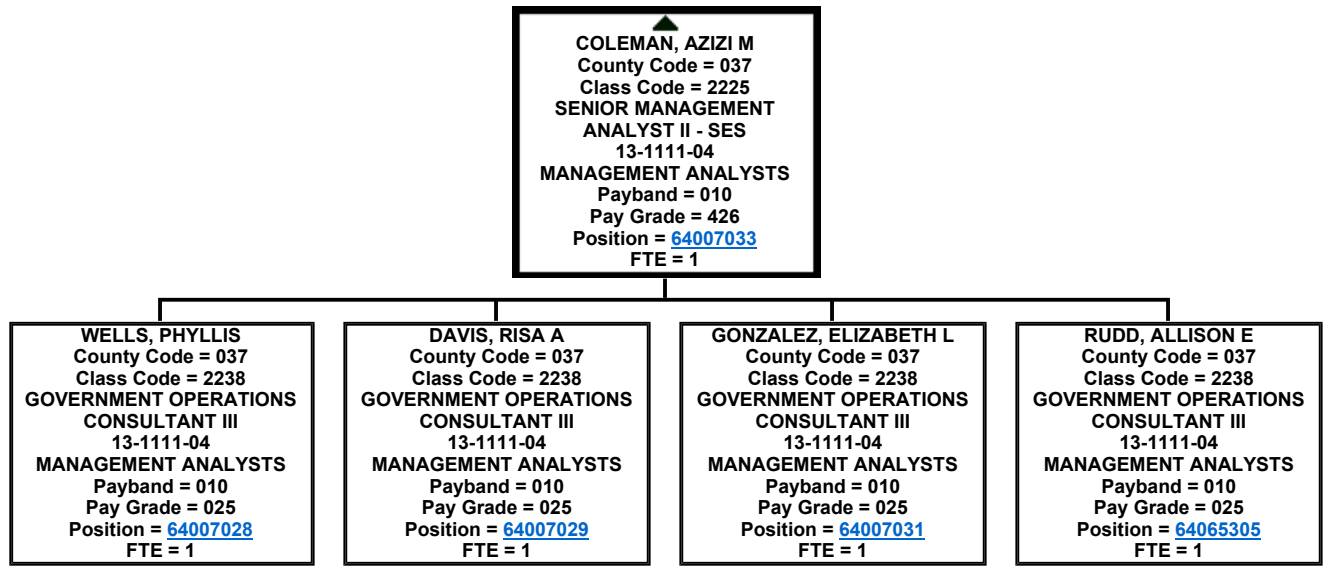 COLEMAN, AZIZI M
County Code = 037
Class Code = 2225
SENIOR MANAGEMENT
ANALYST II - SES
13-1111-04
MANAGEMENT ANALYSTS
Payband = 010
Pay Grade = 426
Position = 64007033
FTE = 1
WELLS, PHYLLIS
County Code = 037
Class Code = 2238
GOVERNMENT OPERATIONS
CONSULTANT III
13-1111-04
MANAGEMENT ANALYSTS
Payband = 010
Pay Grade = 025
Position = 64007028
FTE = 1
DAVIS, RISA A
County Code = 037
Class Code = 2238
GOVERNMENT OPERATIONS
CONSULTANT III
13-1111-04
MANAGEMENT ANALYSTS
Payband = 010
Pay Grade = 025
Position = 64007029
FTE = 1
GONZALEZ, ELIZABETH L
County Code = 037
Class Code = 2238
GOVERNMENT OPERATIONS
CONSULTANT III
13-1111-04
MANAGEMENT ANALYSTS
Payband = 010
Pay Grade = 025
Position = 64007031
FTE = 1
RUDD, ALLISON E
County Code = 037
Class Code = 2238
GOVERNMENT OPERATIONS
CONSULTANT III
13-1111-04
MANAGEMENT ANALYSTS
Payband = 010
Pay Grade = 025
Position = 64065305
FTE = 1